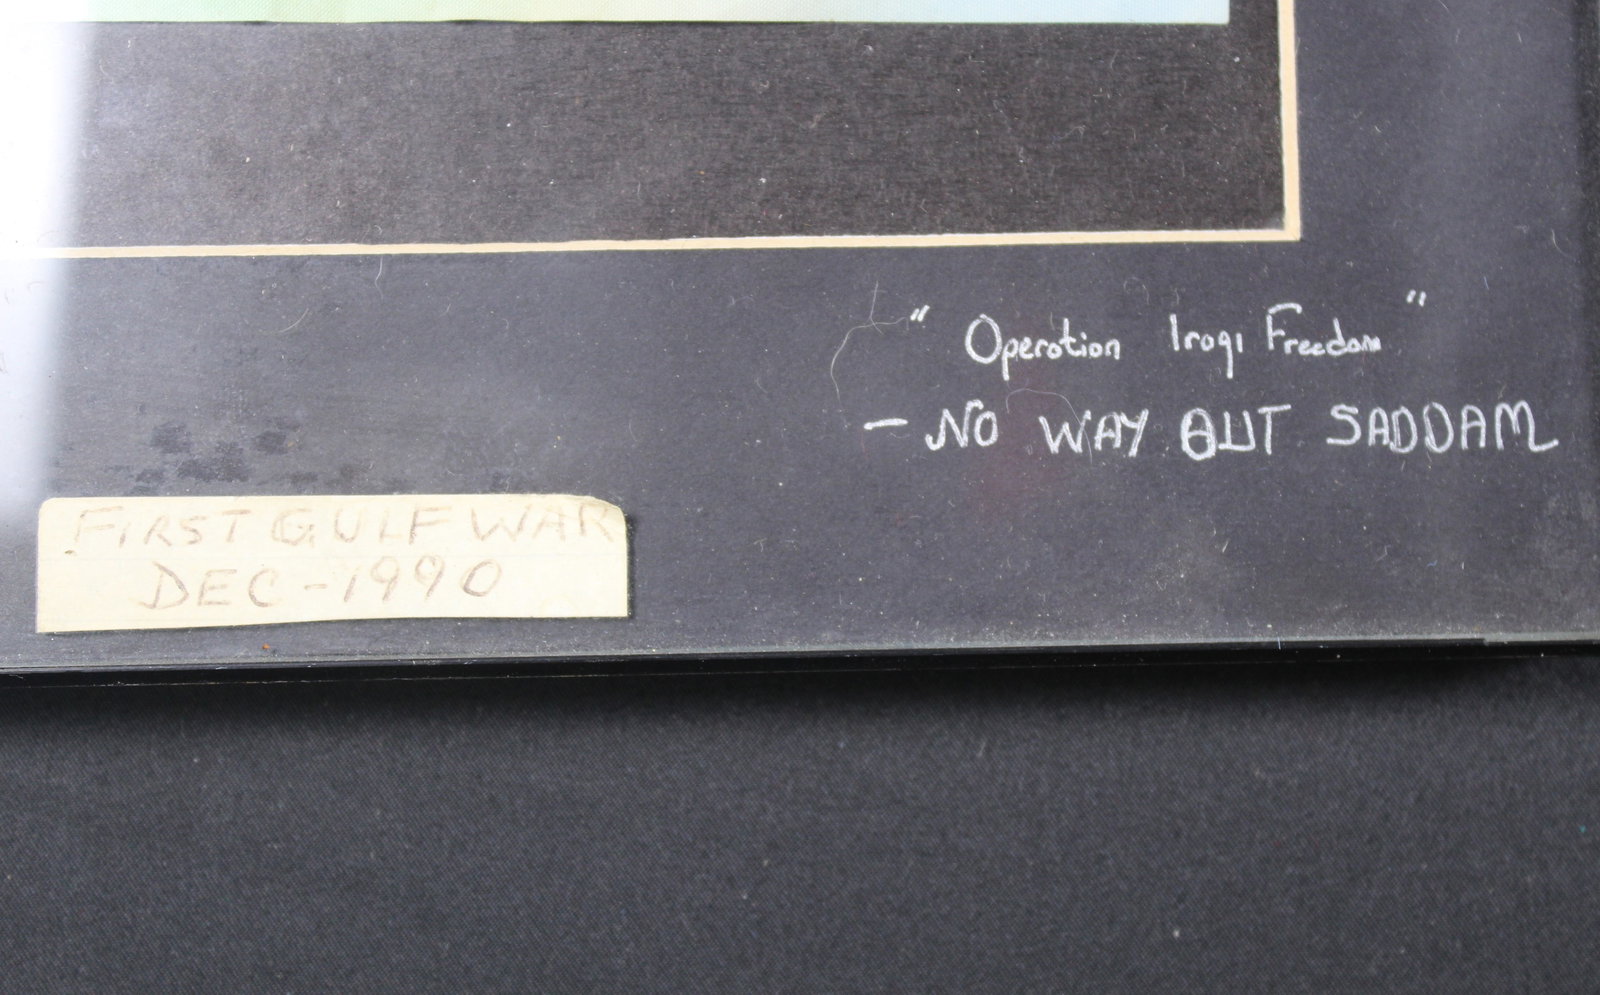 " Operation Iraqi Freedom "
- NO WAY OUT SADDAM
FIRST GULF WAR
DEC - 1990